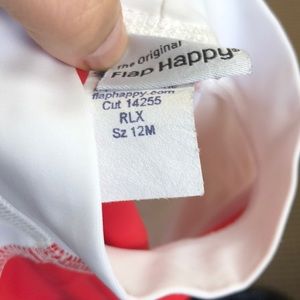 The Original
Flap Happy®
flaphappy.com
Cut 14255
RLX
Sz 12M